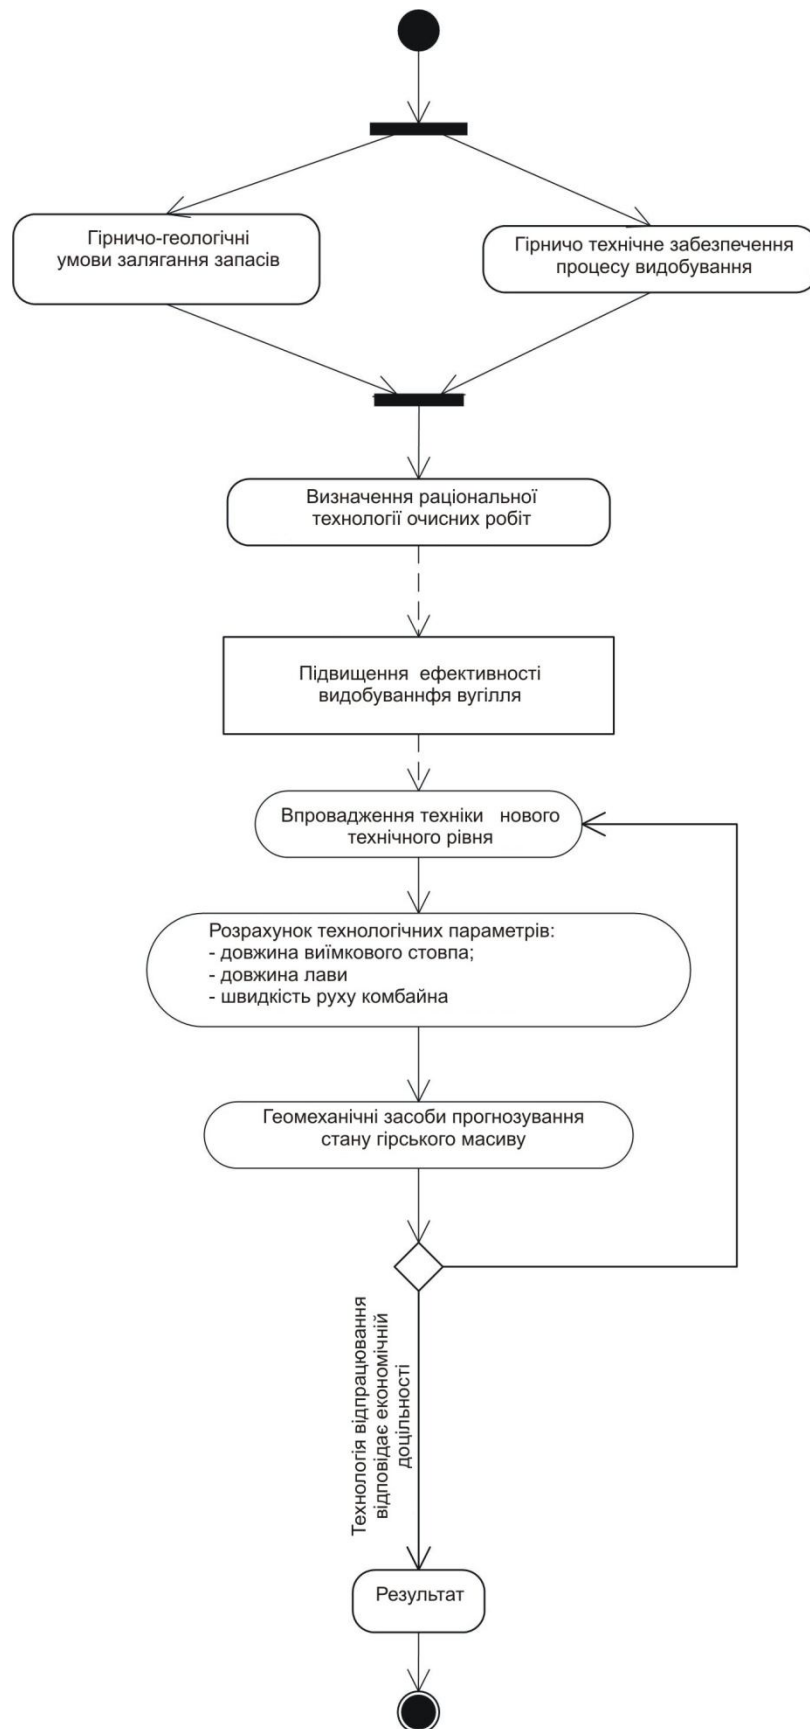 Гірничо-геологічні
умови залягання запасів
Гірничо технічне забезпечення
процесу видобування
Визначення раціональної
технології очисних робіт
Підвищення ефективності
видобуваннфя вугілля
Впровадження техніки нового
технічного рівня
Розрахунок технологічних параметрів:
- довжина виїмкового стовпа;
- довжина лави
- швидкість руху комбайна
Геомеханічні засоби прогнозування
стану гірського масиву
Технологія відпрацювання
відповідає економічній
доцільності
Результат